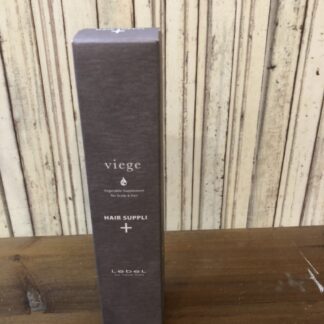 viege
Vegetable Supplement
for Scalp & Hair
HAIR SUPPLI
+
LebeL